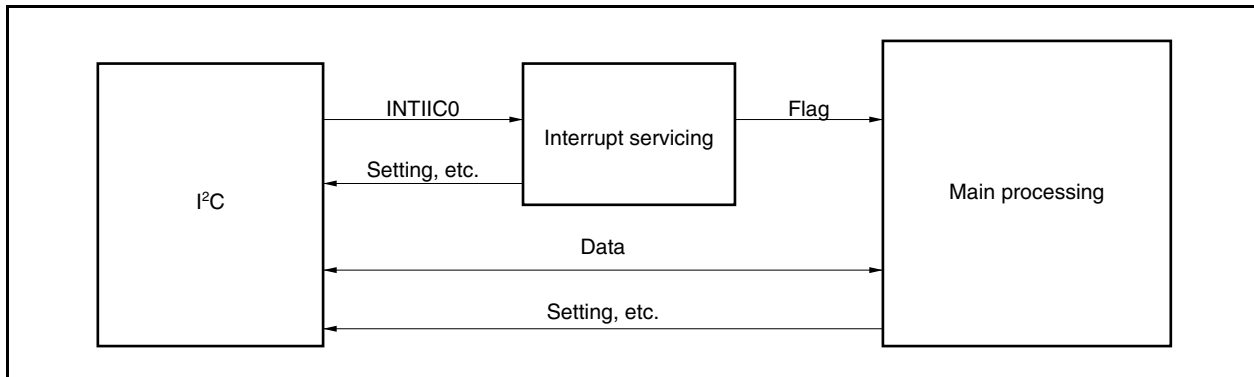 INTIIC0
Flag
Interrupt servicing
Setting, etc.
I²C
Main processing
Data
Setting, etc.